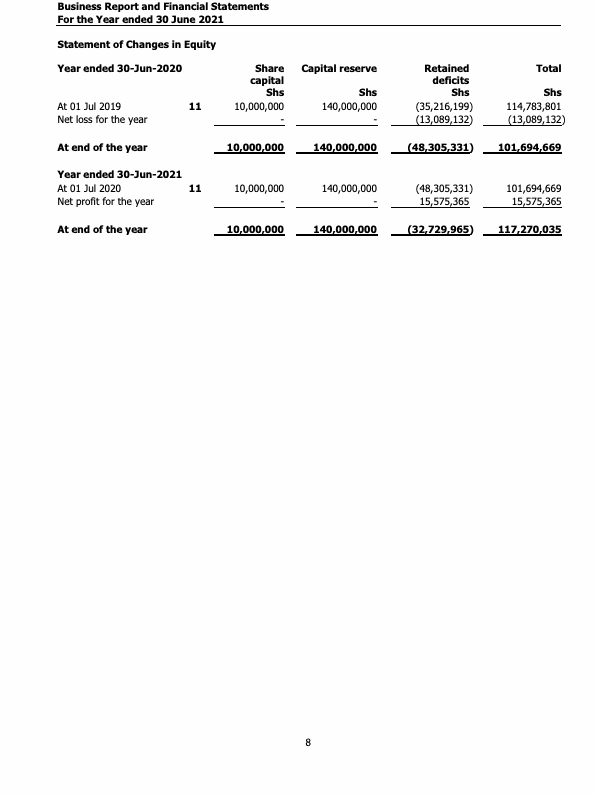 Business Report and Financial Statements
For the Year ended 30 June 2021
Statement of Changes in Equity
Year ended 30-Jun-2020 Share capital Shs Capital reserve Shs Retained deficits Shs Total Shs
At 01 Jul 2019 11 10,000,000 140,000,000 (35,216,199) 114,783,801
Net loss for the year - - (13,089,132) (13,089,132)
At end of the year 10,000,000 140,000,000 (48,305,331) 101,694,669
Year ended 30-Jun-2021
At 01 Jul 2020 11 10,000,000 140,000,000 (48,305,331) 101,694,669
Net profit for the year - - 15,575,365 15,575,365
At end of the year 10,000,000 140,000,000 (32,729,965) 117,270,035
8